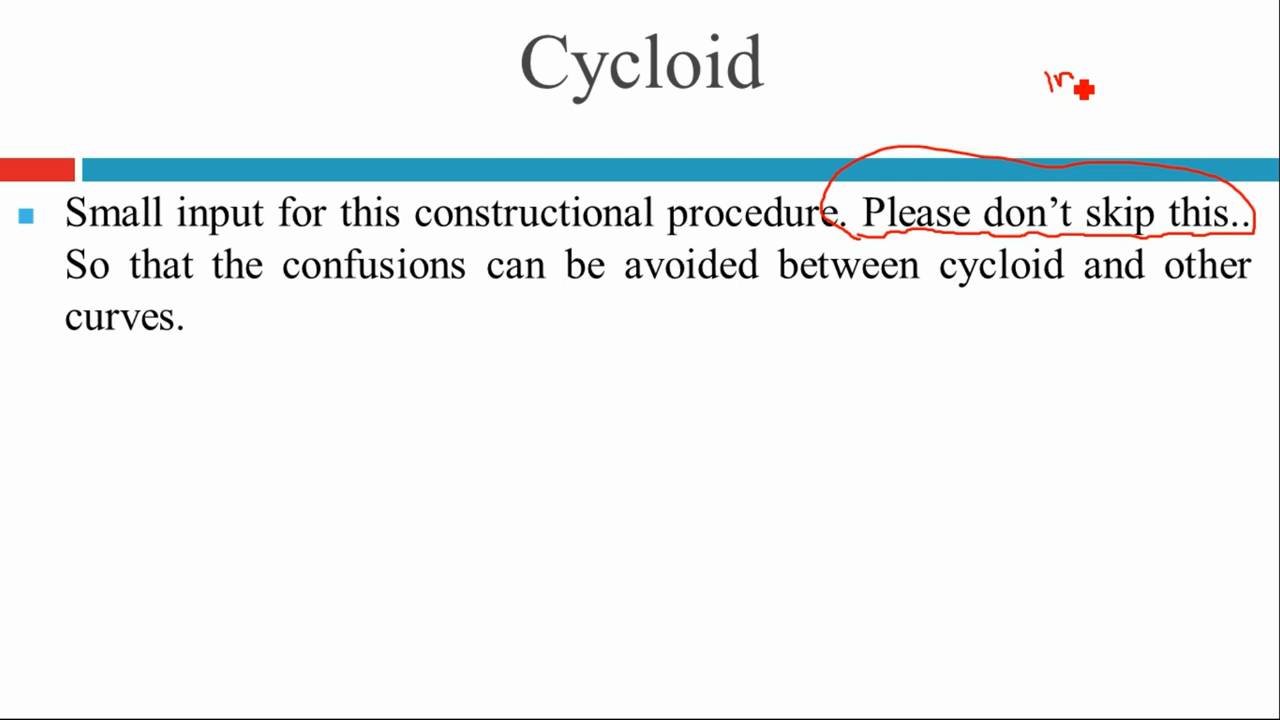 Cycloid
Small input for this constructional procedure. Please don't skip this..
So that the confusions can be avoided between cycloid and other
curves.